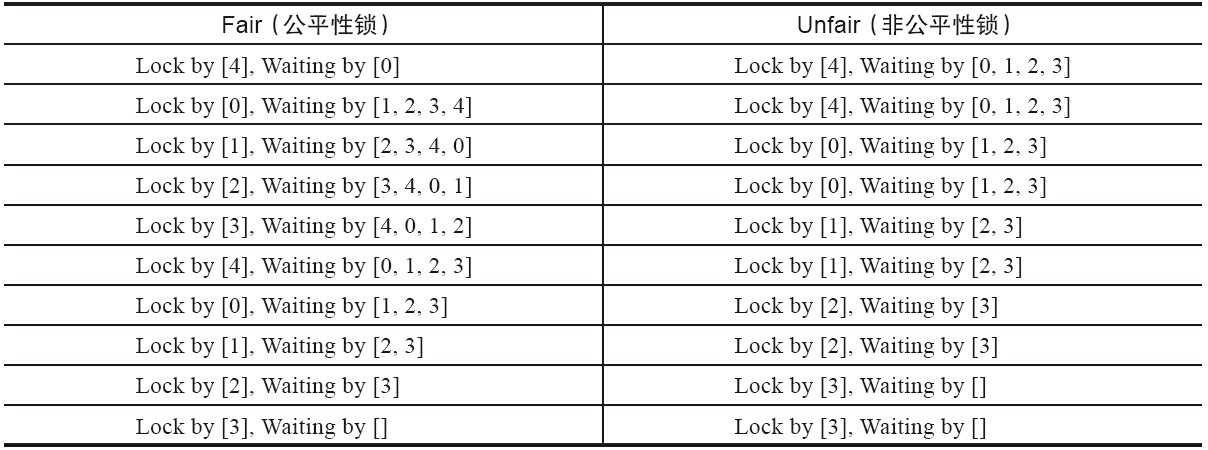 Fair（公平性锁） Unfair（非公平性锁）
Lock by [4], Waiting by [0] Lock by [4], Waiting by [0, 1, 2, 3]
Lock by [0], Waiting by [1, 2, 3, 4] Lock by [4], Waiting by [0, 1, 2, 3]
Lock by [1], Waiting by [2, 3, 4, 0] Lock by [0], Waiting by [1, 2, 3]
Lock by [2], Waiting by [3, 4, 0, 1] Lock by [0], Waiting by [1, 2, 3]
Lock by [3], Waiting by [4, 0, 1, 2] Lock by [1], Waiting by [2, 3]
Lock by [4], Waiting by [0, 1, 2, 3] Lock by [1], Waiting by [2, 3]
Lock by [0], Waiting by [1, 2, 3] Lock by [2], Waiting by [3]
Lock by [1], Waiting by [2, 3] Lock by [2], Waiting by [3]
Lock by [2], Waiting by [3] Lock by [3], Waiting by []
Lock by [3], Waiting by [] Lock by [3], Waiting by []